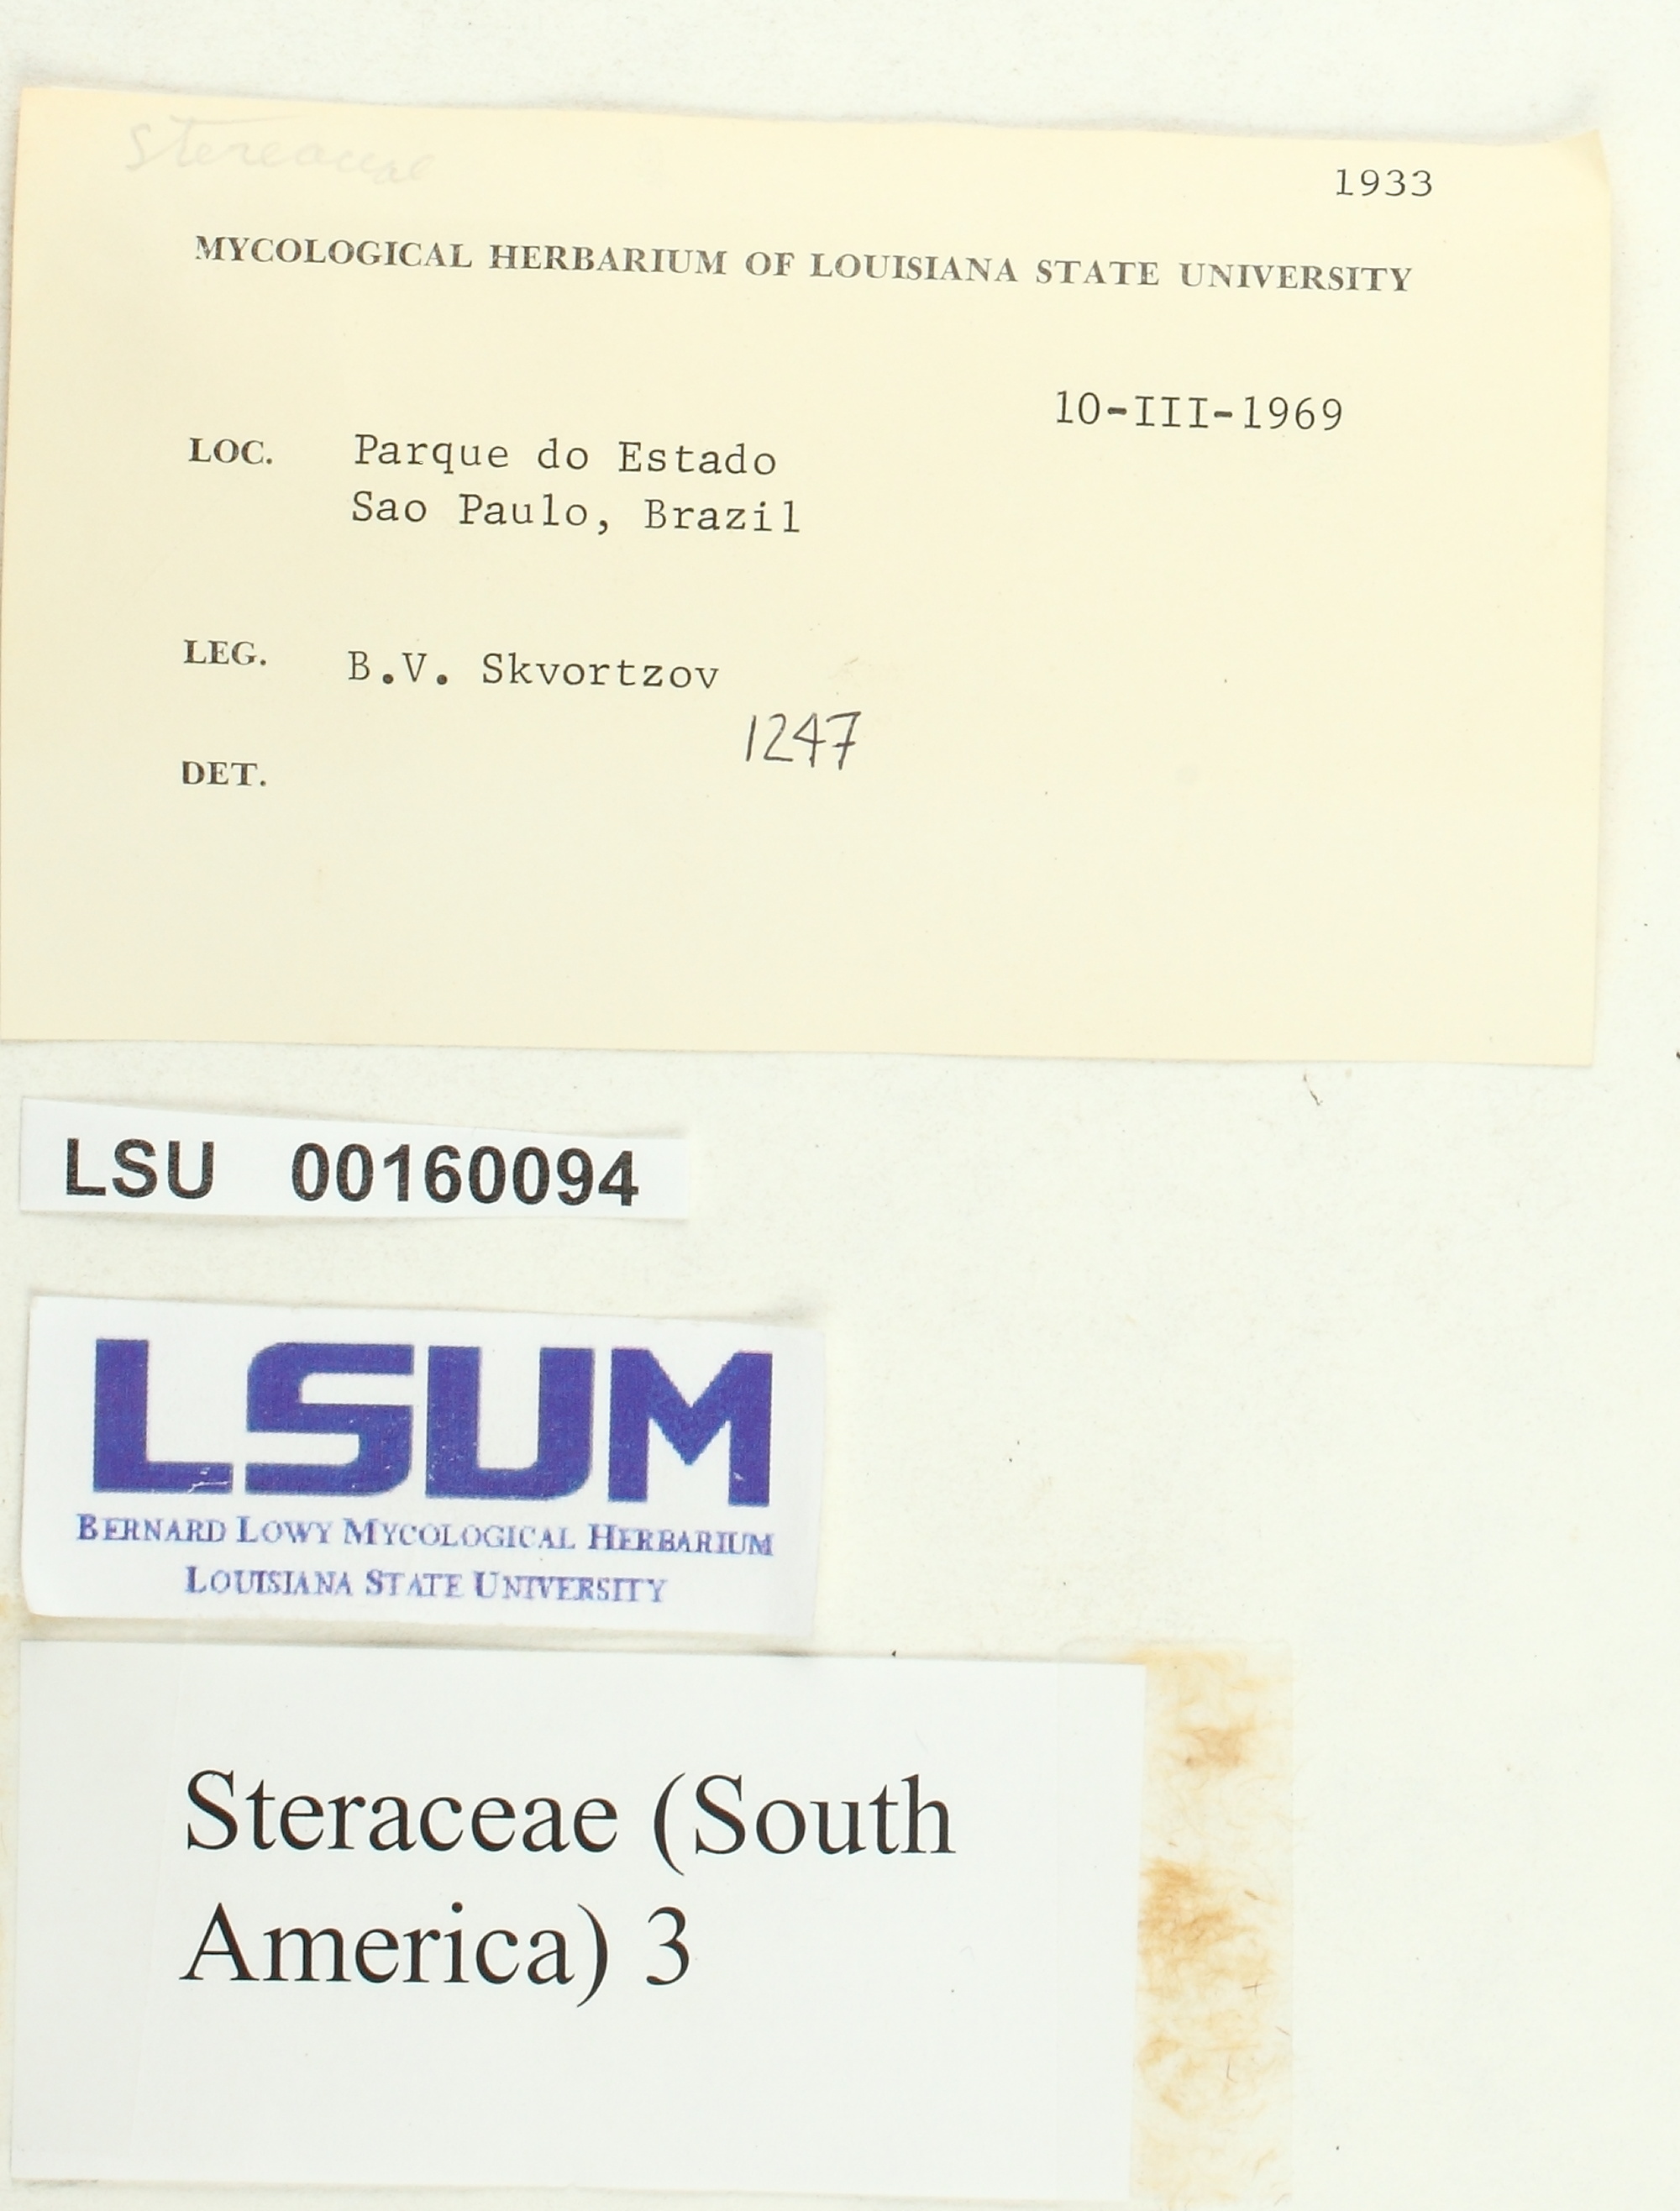 Stereaceae
1933
MYCOLOGICAL HERBARIUM OF LOUISIANA STATE UNIVERSITY
10-III-1969
LOC. Parque do Estado
Sao Paulo, Brazil
LEG. B.V. Skvortzov
1247
DET.
LSU 00160094
LSUM
BERNARD LOWY MYCOLOGICAL HERBARIUM
LOUISIANA STATE UNIVERSITY
Steraceae (South
America) 3